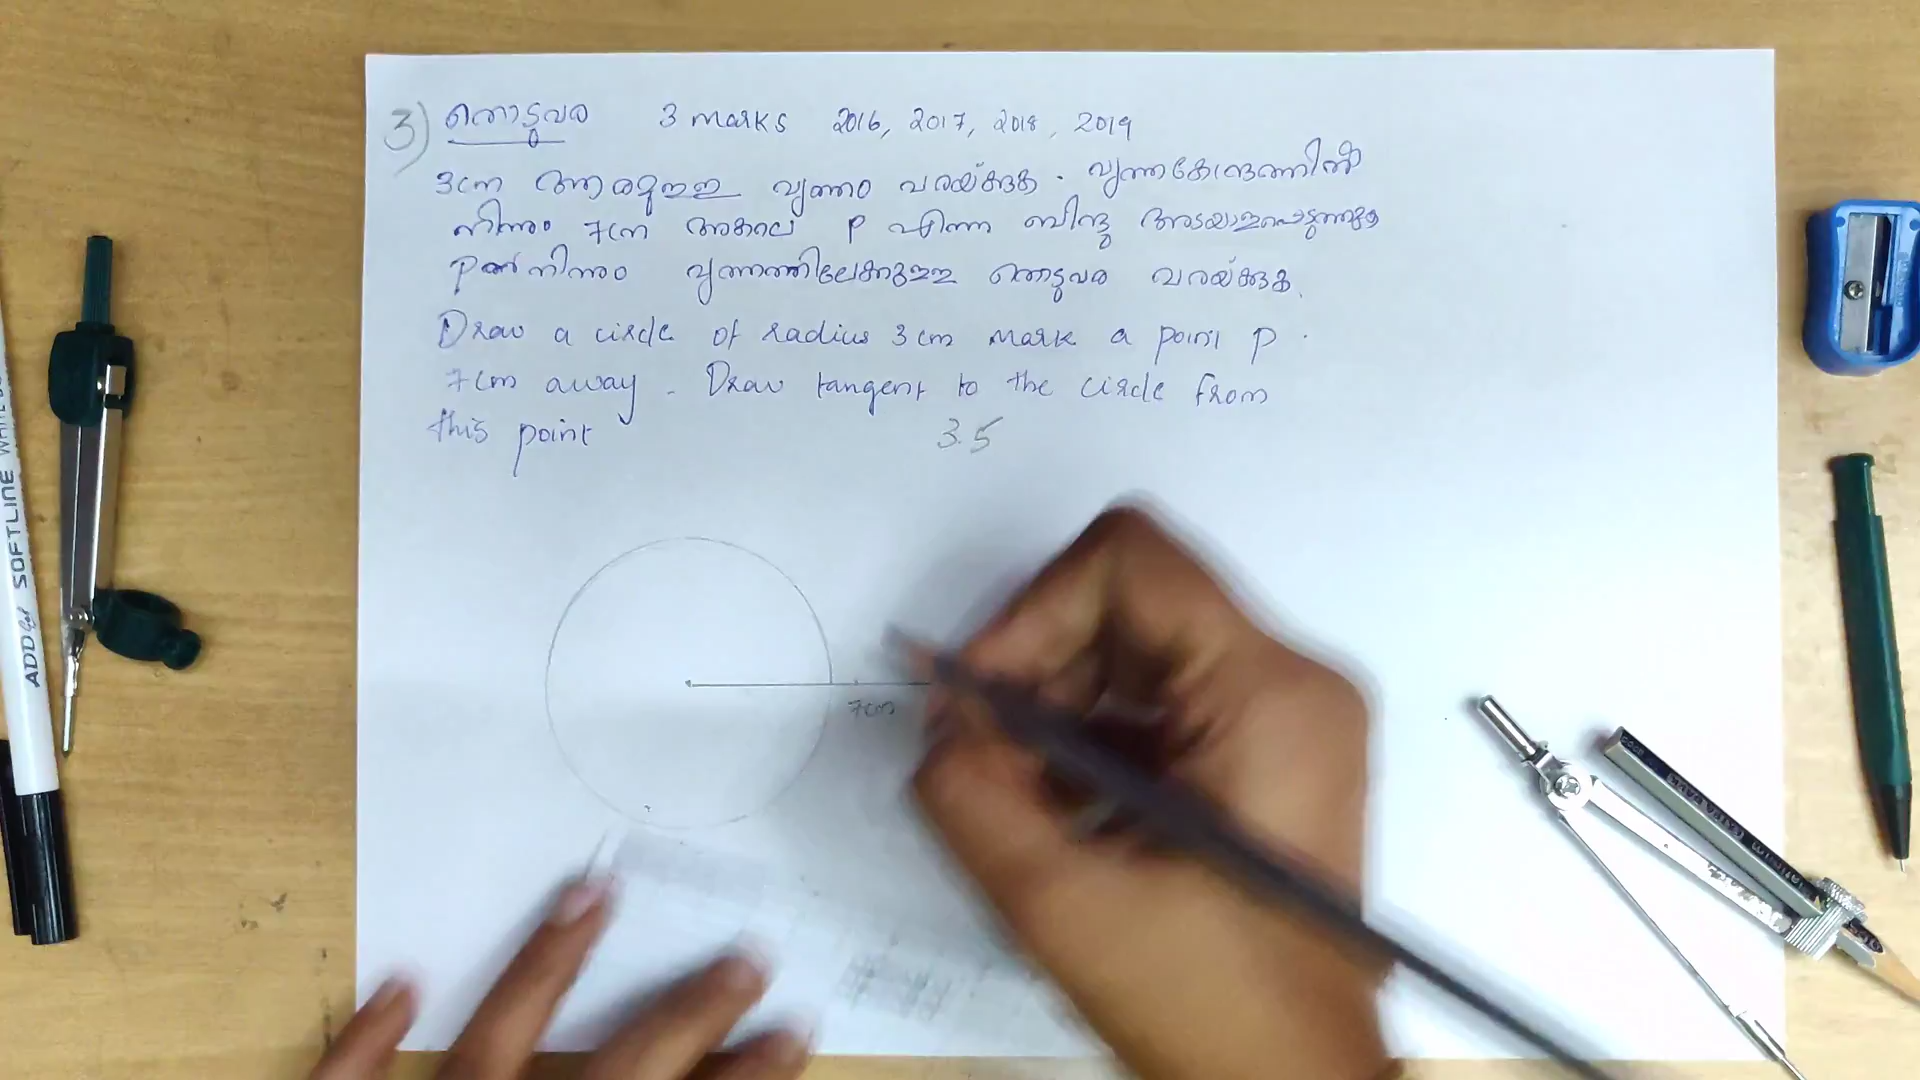 3) തൊടുവര 3 marks 2016, 2017, 2018, 2019
3cm ആരമുള്ള വൃത്തം വരയ്ക്കുക. വൃത്തകേന്ദ്രത്തിൽ
നിന്നും 7cm അകലെ P എന്ന ബിന്ദു അടയാളപ്പെടുത്തുക
P നിന്നും വൃത്തത്തിലേക്കുള്ള തൊടുവര വരയ്ക്കുക.
Draw a circle of radius 3cm mark a point P.
7cm away. Draw tangent to the circle from
this point
3.5
7cm
ADD Gel SOFTLINE